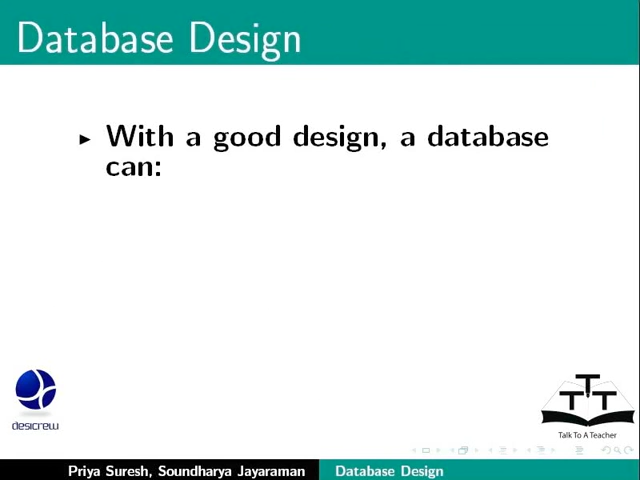 Database Design
With a good design, a database
can:
desicrew
T T T
Talk To A Teacher
Priya Suresh, Soundharya Jayaraman
Database Design